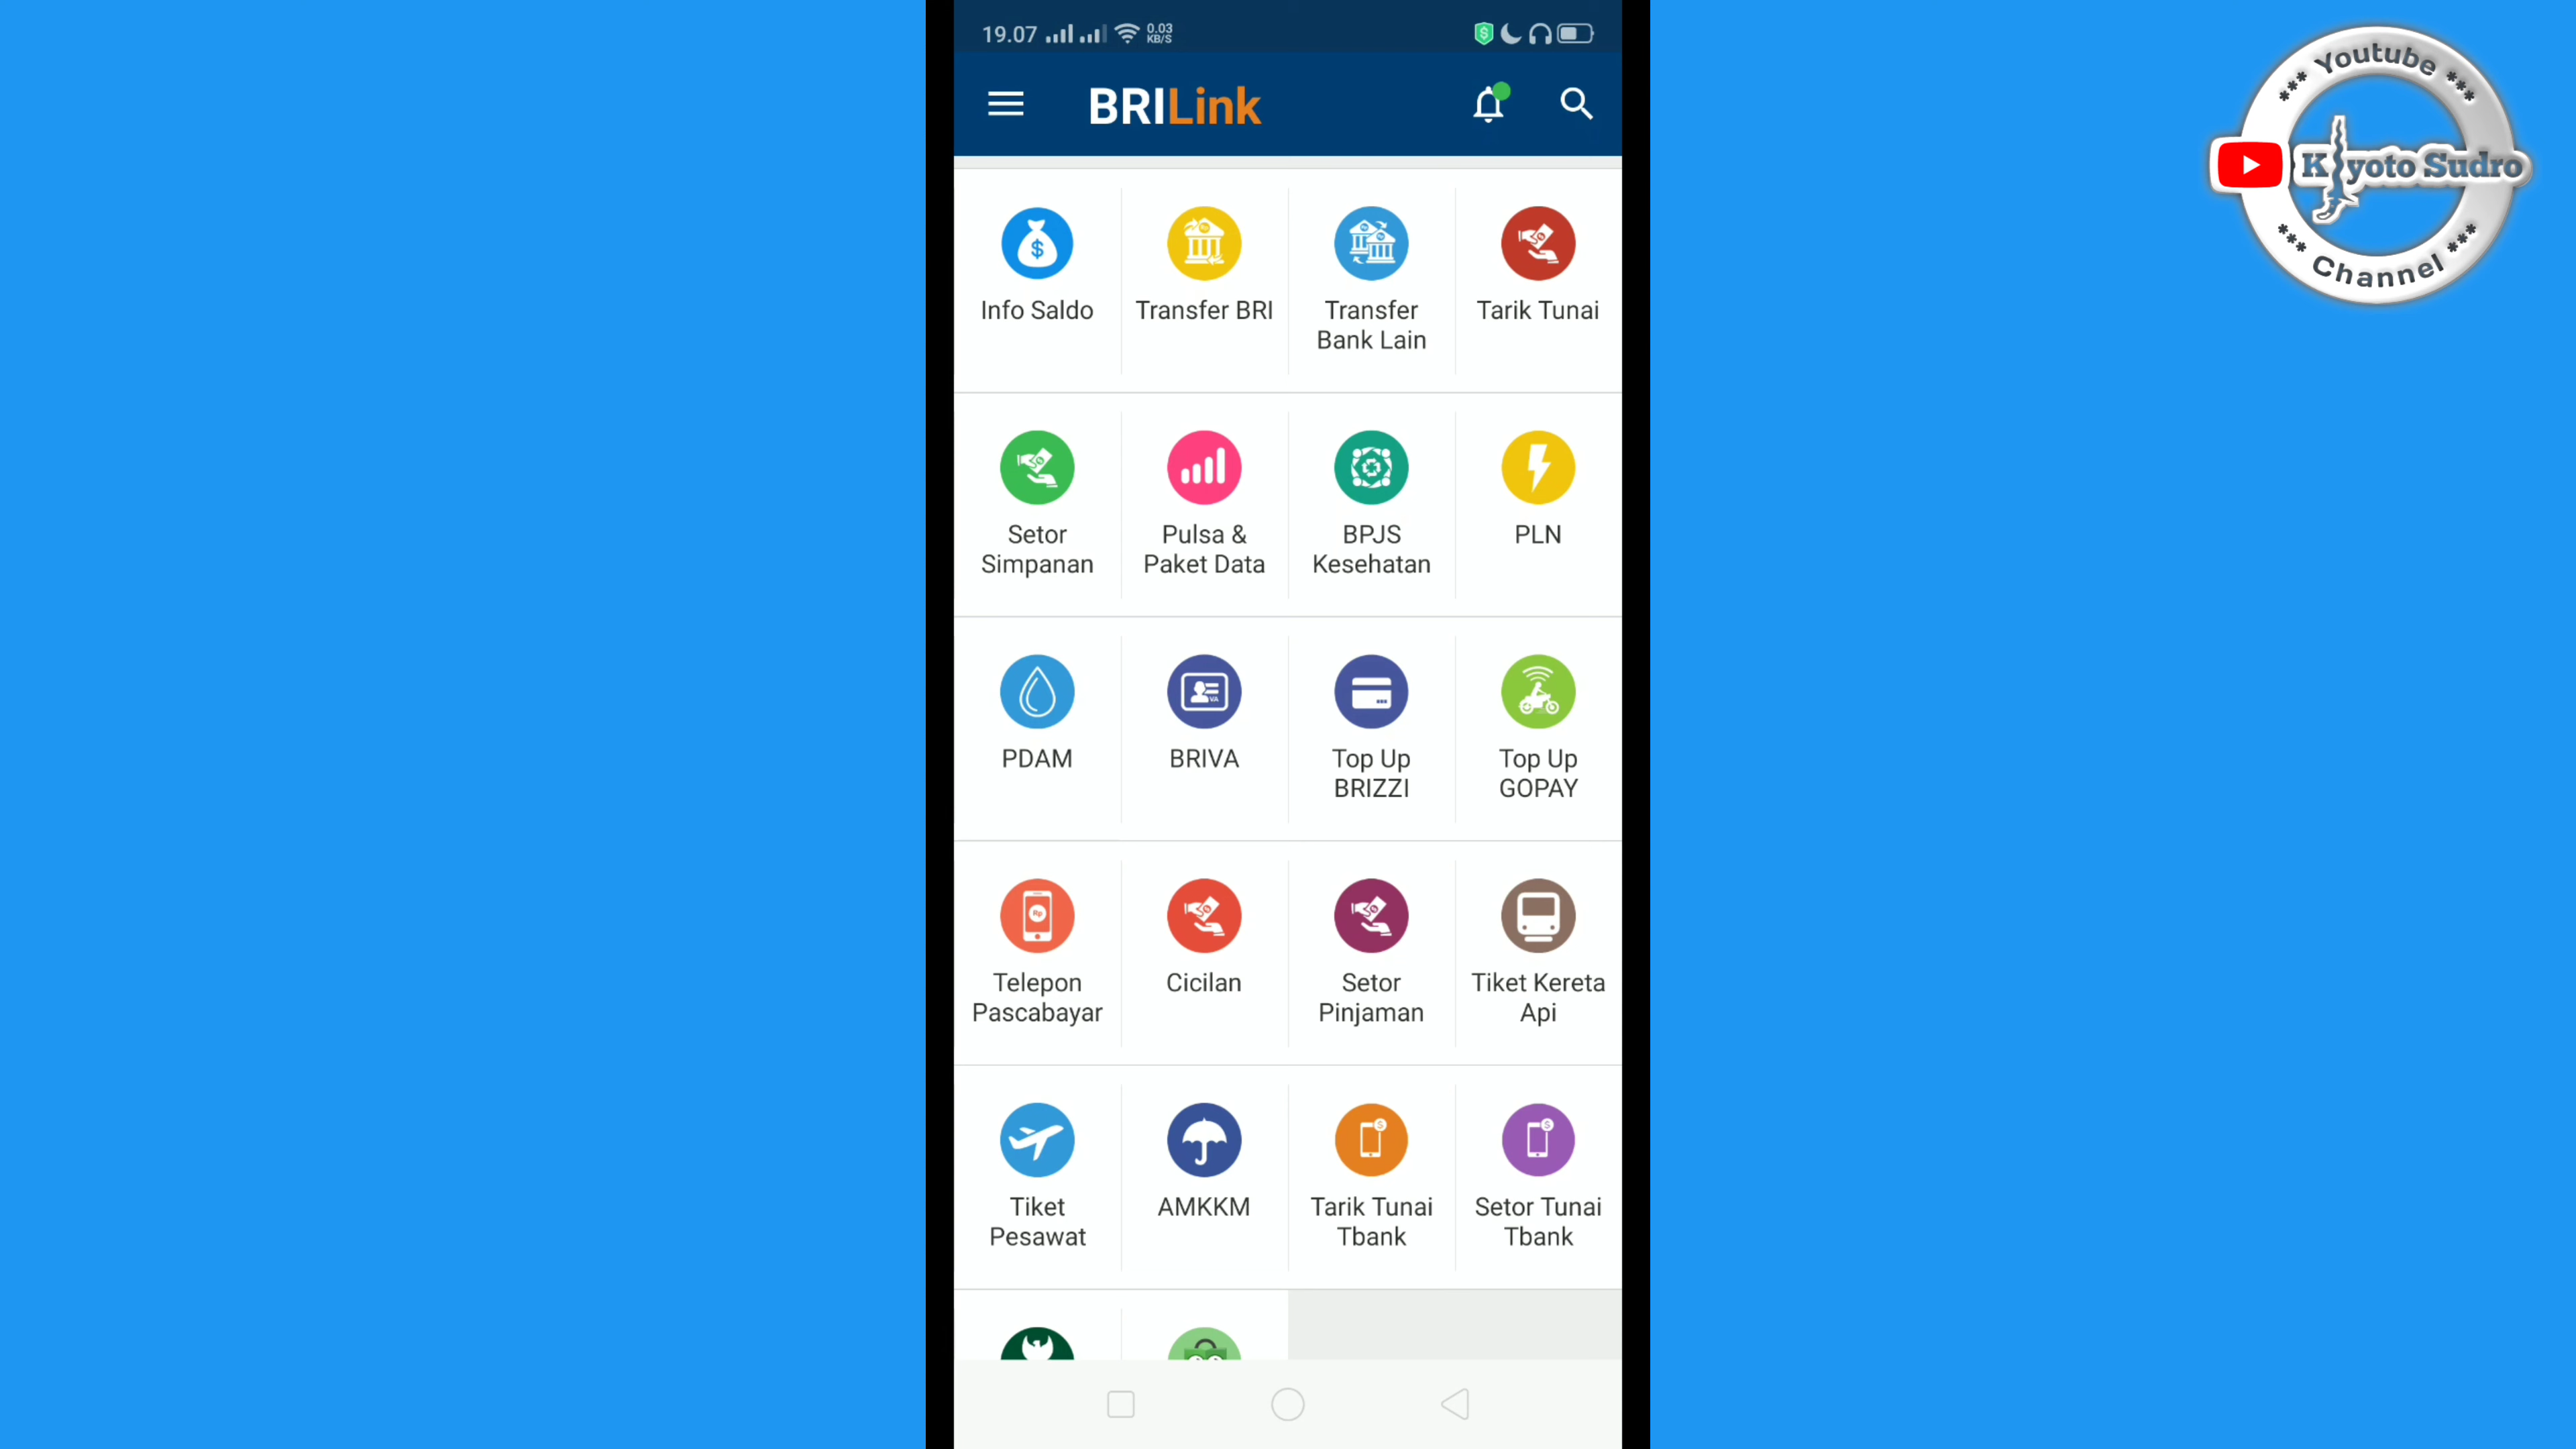 19.07
0.03
KB/S
BRILink
Info Saldo
Transfer BRI
Transfer
Bank Lain
Tarik Tunai
Setor
Simpanan
Pulsa &
Paket Data
BPJS
Kesehatan
PLN
PDAM
BRIVA
Top Up
BRIZZI
Top Up
GOPAY
Telepon
Pascabayar
Cicilan
Setor
Pinjaman
Tiket Kereta
Api
Tiket
Pesawat
AMKKM
Tarik Tunai
Tbank
Setor Tunai
Tbank
*** Youtube ***
Kiyoto Sudro
*** Channel ***